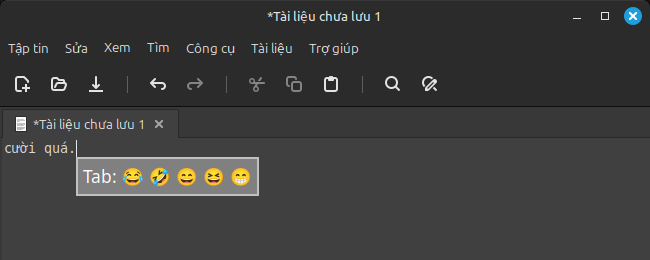 *Tài liệu chưa lưu 1
Tập tin Sửa Xem Tìm Công cụ Tài liệu Trợ giúp
*Tài liệu chưa lưu 1
cười quá.
Tab: 😂 🤣 😄 😆 😁